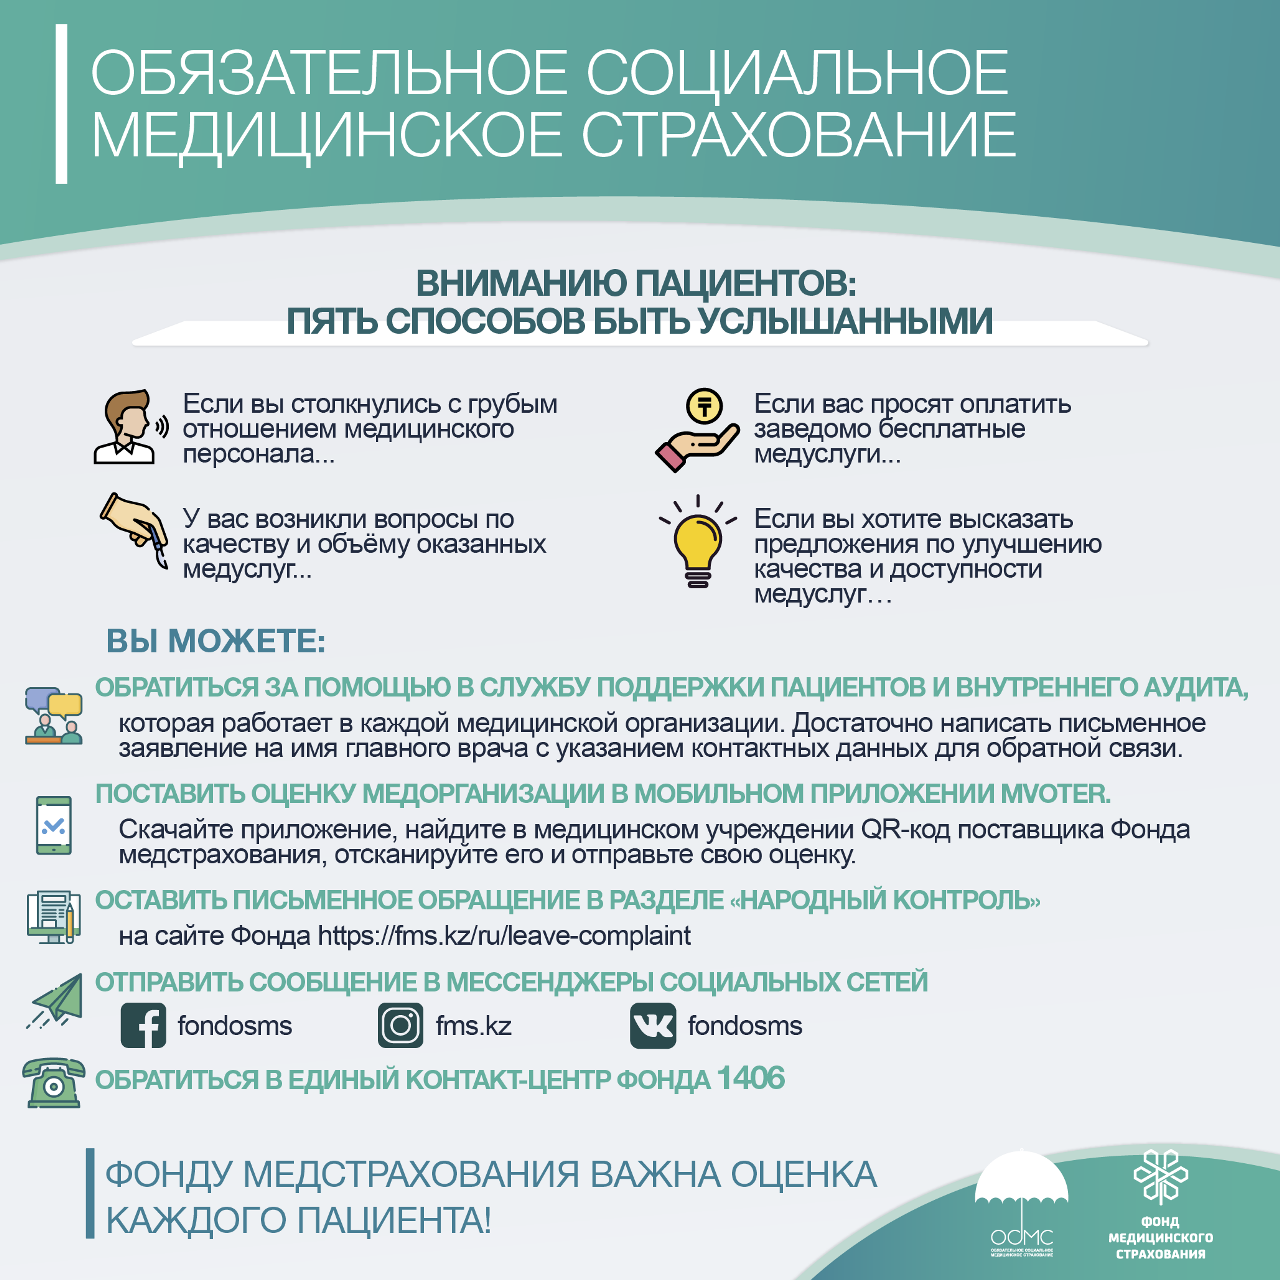 ОБЯЗАТЕЛЬНОЕ СОЦИАЛЬНОЕ
МЕДИЦИНСКОЕ СТРАХОВАНИЕ
ВНИМАНИЮ ПАЦИЕНТОВ:
ПЯТЬ СПОСОБОВ БЫТЬ УСЛЫШАННЫМИ
Если вы столкнулись с грубым
отношением медицинского
персонала...
Если вас просят оплатить
заведомо бесплатные
медуслуги...
У вас возникли вопросы по
качеству и объёму оказанных
медуслуг...
Если вы хотите высказать
предложения по улучшению
качества и доступности
медуслуг...
ВЫ МОЖЕТЕ:
ОБРАТИТЬСЯ ЗА ПОМОЩЬЮ В СЛУЖБУ ПОДДЕРЖКИ ПАЦИЕНТОВ И ВНУТРЕННЕГО АУДИТА,
которая работает в каждой медицинской организации. Достаточно написать письменное
заявление на имя главного врача с указанием контактных данных для обратной связи.
ПОСТАВИТЬ ОЦЕНКУ МЕДОРГАНИЗАЦИИ В МОБИЛЬНОМ ПРИЛОЖЕНИИ MVOTER.
Скачайте приложение, найдите в медицинском учреждении QR-код поставщика Фонда
медстрахования, отсканируйте его и отправьте свою оценку.
ОСТАВИТЬ ПИСЬМЕННОЕ ОБРАЩЕНИЕ В РАЗДЕЛЕ «НАРОДНЫЙ КОНТРОЛЬ»
на сайте Фонда https://fms.kz/ru/leave-complaint
ОТПРАВИТЬ СООБЩЕНИЕ В МЕССЕНДЖЕРЫ СОЦИАЛЬНЫХ СЕТЕЙ
fondosms fms.kz fondosms
ОБРАТИТЬСЯ В ЕДИНЫЙ КОНТАКТ-ЦЕНТР ФОНДА 1406
ФОНДУ МЕДСТРАХОВАНИЯ ВАЖНА ОЦЕНКА
КАЖДОГО ПАЦИЕНТА!
ОСМС
ОБЯЗАТЕЛЬНОЕ СОЦИАЛЬНОЕ
МЕДИЦИНСКОЕ СТРАХОВАНИЕ
ФОНД
МЕДИЦИНСКОГО
СТРАХОВАНИЯ